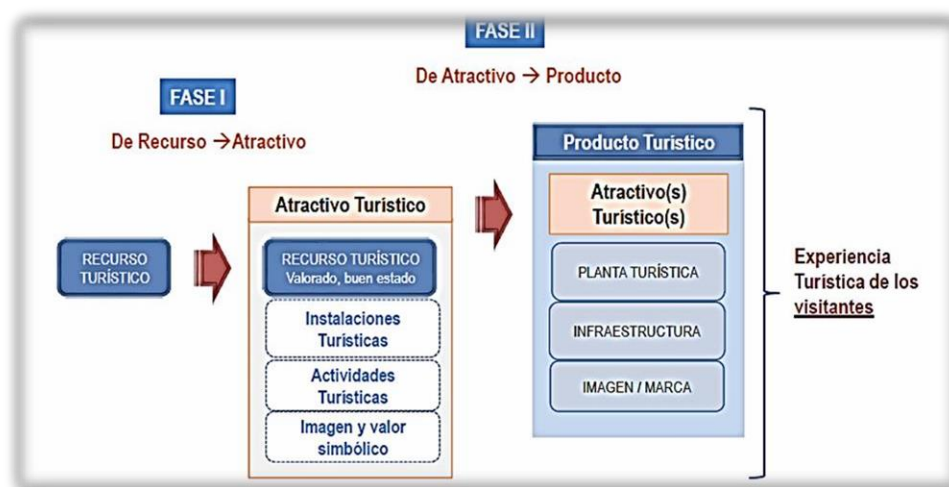 FASE II
De Atractivo → Producto
FASE I
De Recurso →Atractivo
RECURSO
TURÍSTICO
Atractivo Turístico
RECURSO TURÍSTICO
Valorado, buen estado
Instalaciones
Turísticas
Actividades
Turísticas
Imagen y valor
simbólico
Producto Turístico
Atractivo(s)
Turístico(s)
PLANTA TURÍSTICA
INFRAESTRUCTURA
IMAGEN / MARCA
Experiencia
Turística de los
visitantes